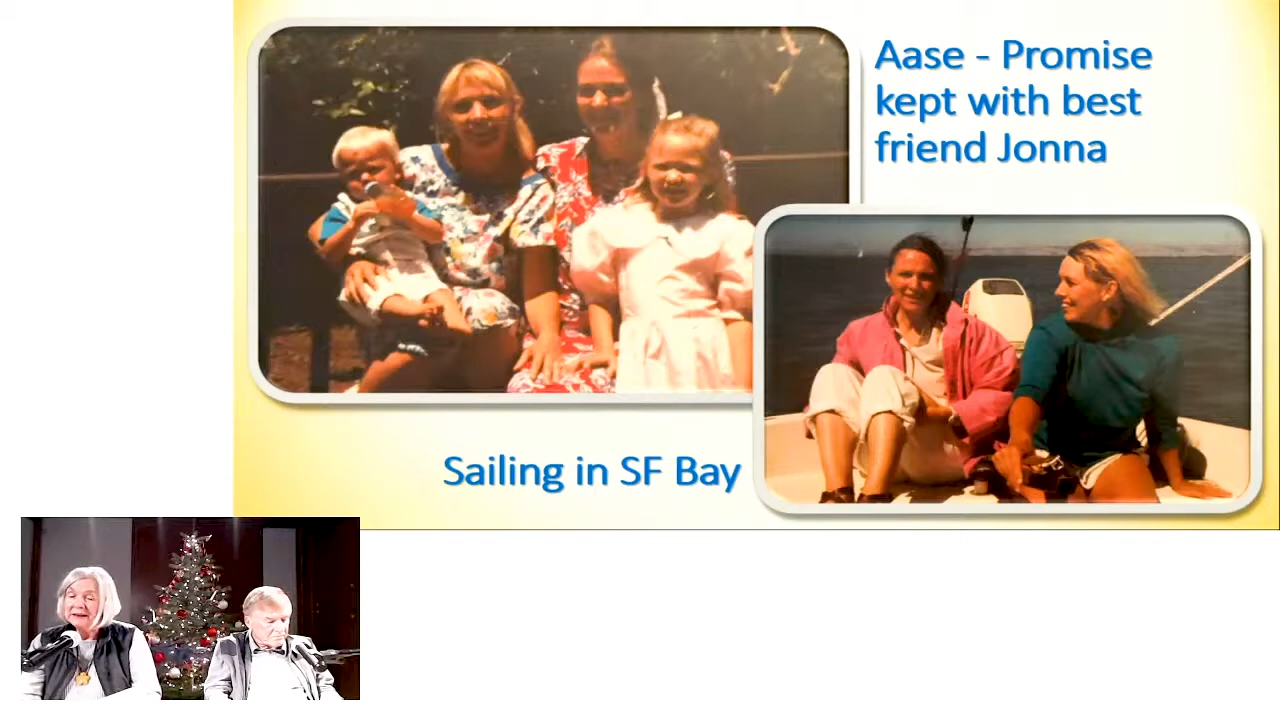 Aase - Promise
kept with best
friend Jonna
Sailing in SF Bay